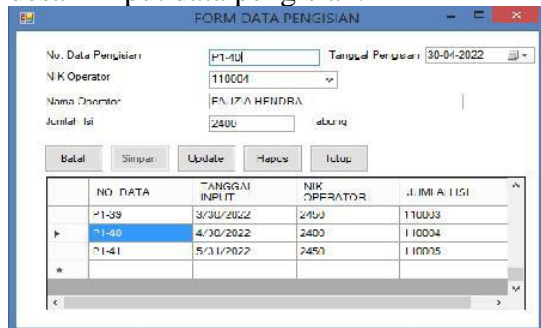 FORM DATA PENGISIAN
No. Data Pengisian P1-40 Tanggal Pengisian 30-04-2022
NIK Operator 110004
Nama Operator FAUZIA HENDRA
Jumlah Isi 2400 abung
Batal Simpan Update Hapus Tutup
NO DATA TANGGAL INPUT NIK OPERATOR JUMLAH ISI
P1-39 3/30/2022 2450 110003
P1-40 4/30/2022 2400 110004
P1-41 5/31/2022 2450 110005